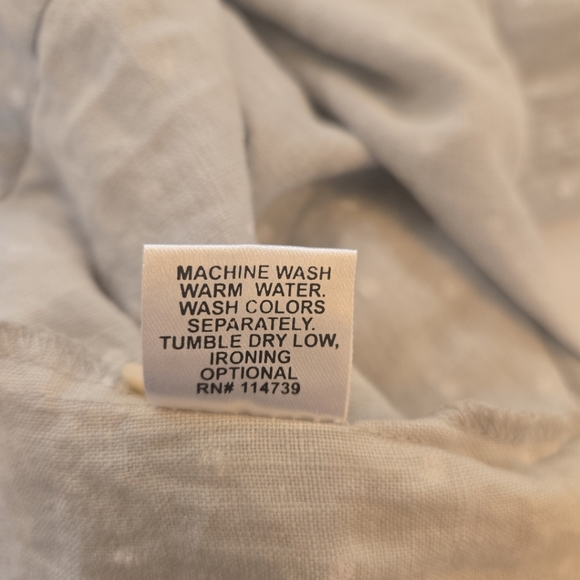 MACHINE WASH
WARM WATER.
WASH COLORS
SEPARATELY.
TUMBLE DRY LOW,
IRONING
OPTIONAL
RN# 114739